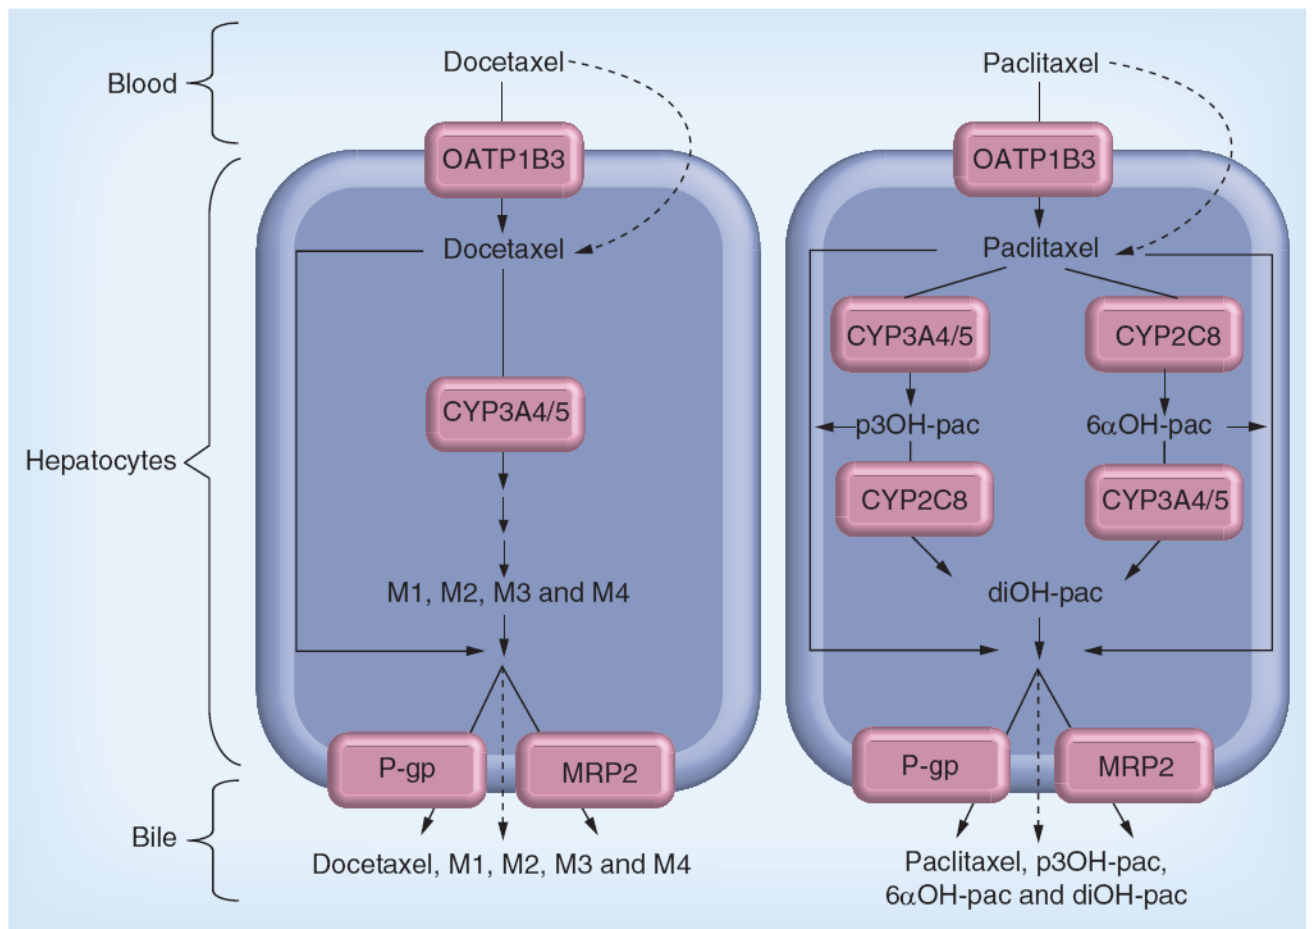 Blood
Docetaxel
Paclitaxel
OATP1B3
OATP1B3
Hepatocytes
Docetaxel
Paclitaxel
CYP3A4/5
CYP2C8
CYP3A4/5
p3OH-pac
6αOH-pac
CYP2C8
CYP3A4/5
M1, M2, M3 and M4
diOH-pac
P-gp
MRP2
P-gp
MRP2
Bile
Docetaxel, M1, M2, M3 and M4
Paclitaxel, p3OH-pac,
6αOH-pac and diOH-pac